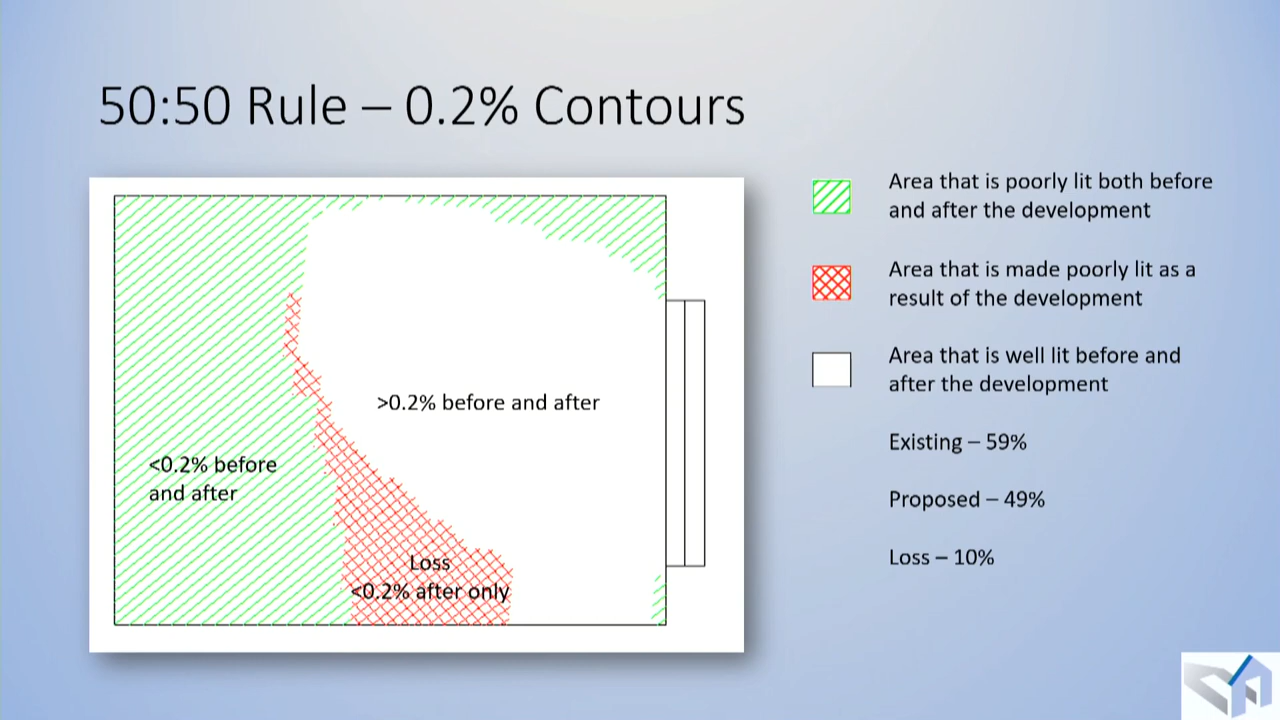 50:50 Rule – 0.2% Contours
Area that is poorly lit both before
and after the development
Area that is made poorly lit as a
result of the development
Area that is well lit before and
after the development
>0.2% before and after
<0.2% before
and after
Loss
<0.2% after only
Existing – 59%
Proposed – 49%
Loss – 10%